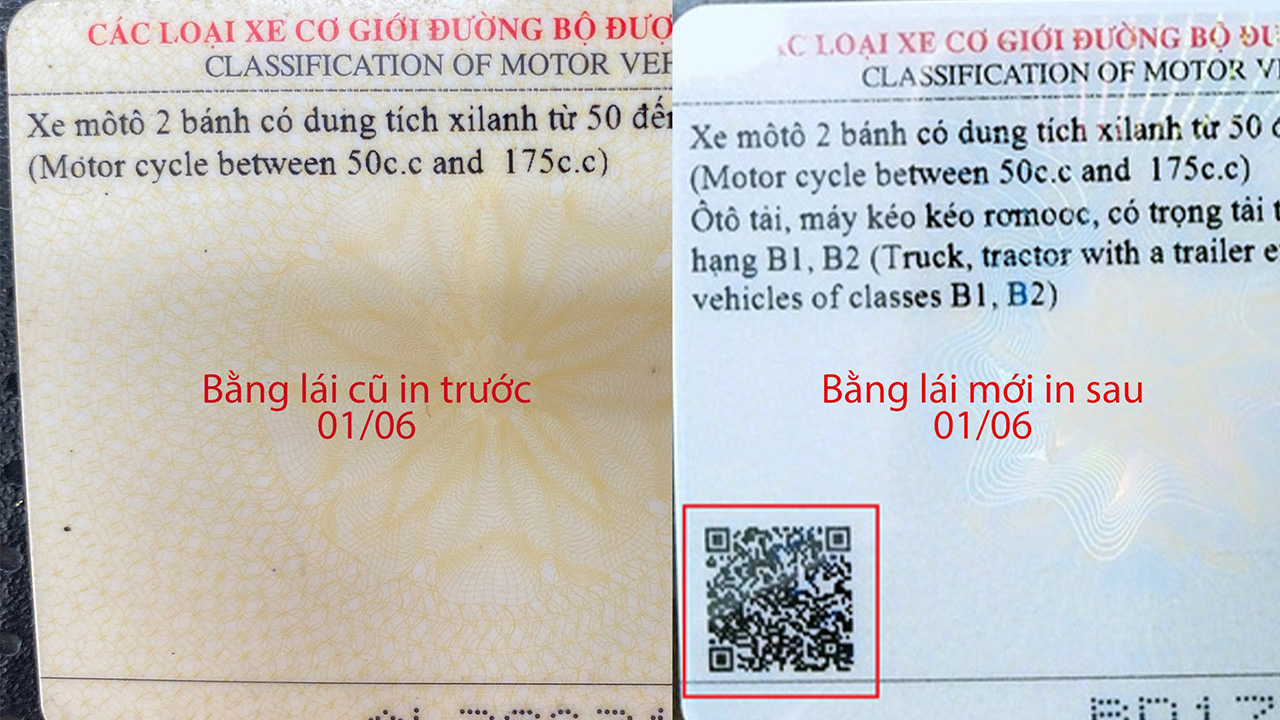 CÁC LOẠI XE CƠ GIỚI ĐƯỜNG BỘ ĐƯỢ
CLASSIFICATION OF MOTOR VEH
Xe môtô 2 bánh có dung tích xilanh từ 50 đến
(Motor cycle between 50c.c and 175c.c)
Bằng lái cũ in trước
01/06
ÁC LOẠI XE CƠ GIỚI ĐƯỜNG BỘ ĐƯ
CLASSIFICATION OF MOTOR V
Xe môtô 2 bánh có dung tích xilanh từ 50
(Motor cycle between 50c.c and 175c.c)
Ôtô tải, máy kéo kéo romooc, có trọng tải
hạng B1, B2 (Truck, tractor with a trailer
vehicles of classes B1, B2)
Bằng lái mới in sau
01/06